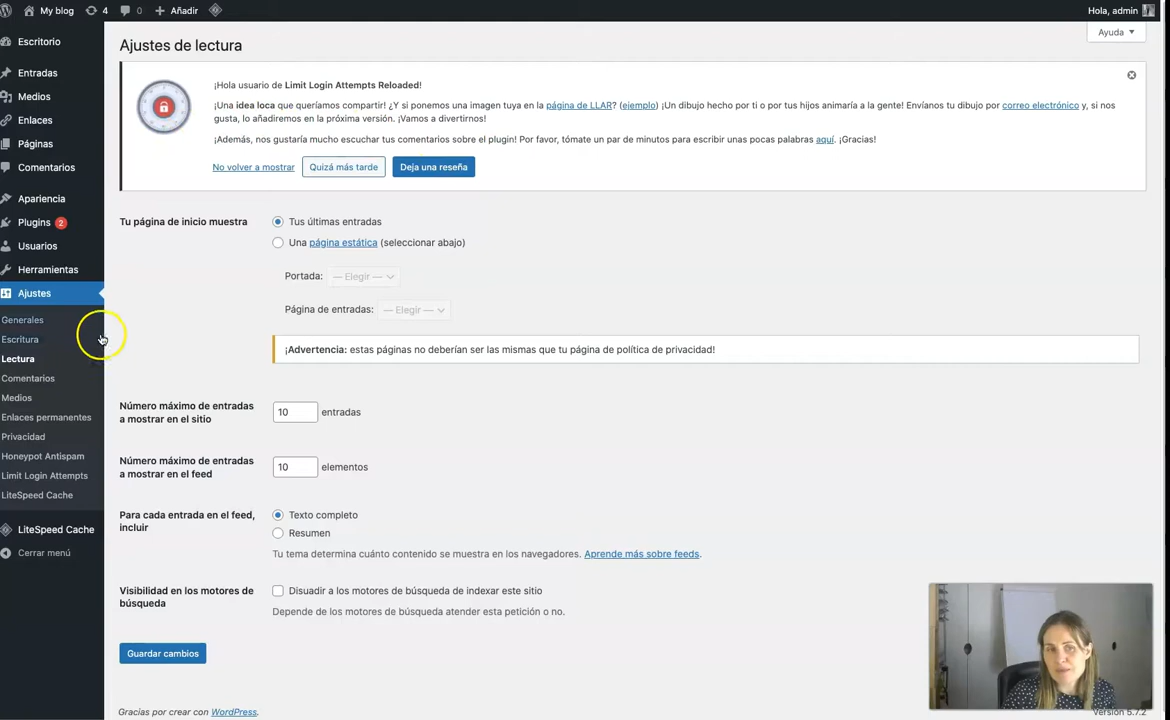 My blog
4
0
Añadir
Hola, admin
Escritorio
Entradas
Medios
Enlaces
Páginas
Comentarios
Apariencia
Plugins 2
Usuarios
Herramientas
Ajustes
Generales
Escritura
Lectura
Comentarios
Medios
Enlaces permanentes
Privacidad
Honeypot Antispam
Limit Login Attempts
LiteSpeed Cache
LiteSpeed Cache
Cerrar menú
Ayuda
Ajustes de lectura
¡Hola usuario de Limit Login Attempts Reloaded!
¡Una idea loca que queríamos compartir! ¿Y si ponemos una imagen tuya en la página de LLAR? (ejemplo) ¡Un dibujo hecho por ti o por tus hijos animaría a la gente! Envíanos tu dibujo por correo electrónico y, si nos
gusta, lo añadiremos en la próxima versión. ¡Vamos a divertirnos!
¡Además, nos gustaría mucho escuchar tus comentarios sobre el plugin! Por favor, tómate un par de minutos para escribir unas pocas palabras aquí. ¡Gracias!
No volver a mostrar
Quizá más tarde
Deja una reseña
Tu página de inicio muestra
Tus últimas entradas
Una página estática (seleccionar abajo)
Portada: — Elegir —
Página de entradas: — Elegir —
¡Advertencia: estas páginas no deberían ser las mismas que tu página de política de privacidad!
Número máximo de entradas
a mostrar en el sitio
10 entradas
Número máximo de entradas
a mostrar en el feed
10 elementos
Para cada entrada en el feed,
incluir
Texto completo
Resumen
Tu tema determina cuánto contenido se muestra en los navegadores. Aprende más sobre feeds.
Visibilidad en los motores de
búsqueda
Disuadir a los motores de búsqueda de indexar este sitio
Depende de los motores de búsqueda atender esta petición o no.
Guardar cambios
Gracias por crear con WordPress.
Versión 5.7.2